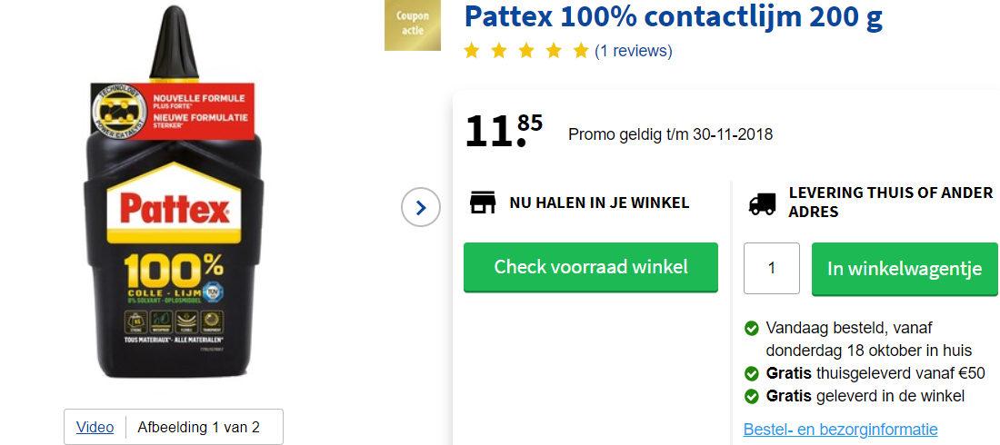 Coupon
actie
Pattex 100% contactlijm 200 g
(1 reviews)
TECHNOLOGY
POWER CATALYST
NOUVELLE FORMULE
PLUS FORTE*
NIEUWE FORMULATIE
STERKER*
Pattex
100%
COLLE - LIJM
0% SOLVANT - OPLOSMIDDEL
TOUS MATERIAUX* - ALLE MATERIALEN*
11.85
Promo geldig t/m 30-11-2018
NU HALEN IN JE WINKEL
Check voorraad winkel
LEVERING THUIS OF ANDER
ADRES
1
In winkelwagentje
Vandaag besteld, vanaf
donderdag 18 oktober in huis
Gratis thuisgeleverd vanaf €50
Gratis geleverd in de winkel
Bestel- en bezorginformatie
Video
Afbeelding 1 van 2